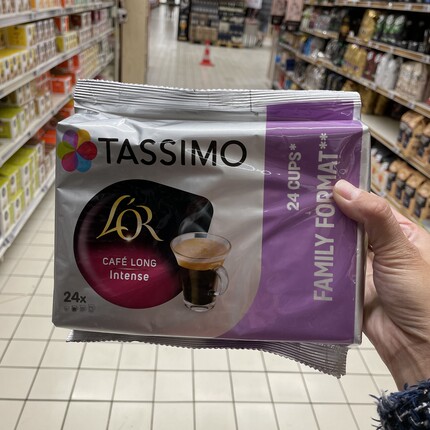 TASSIMO
L'OR
CAFÉ LONG
Intense
24x
24 CUPS*
FAMILY FORMAT**